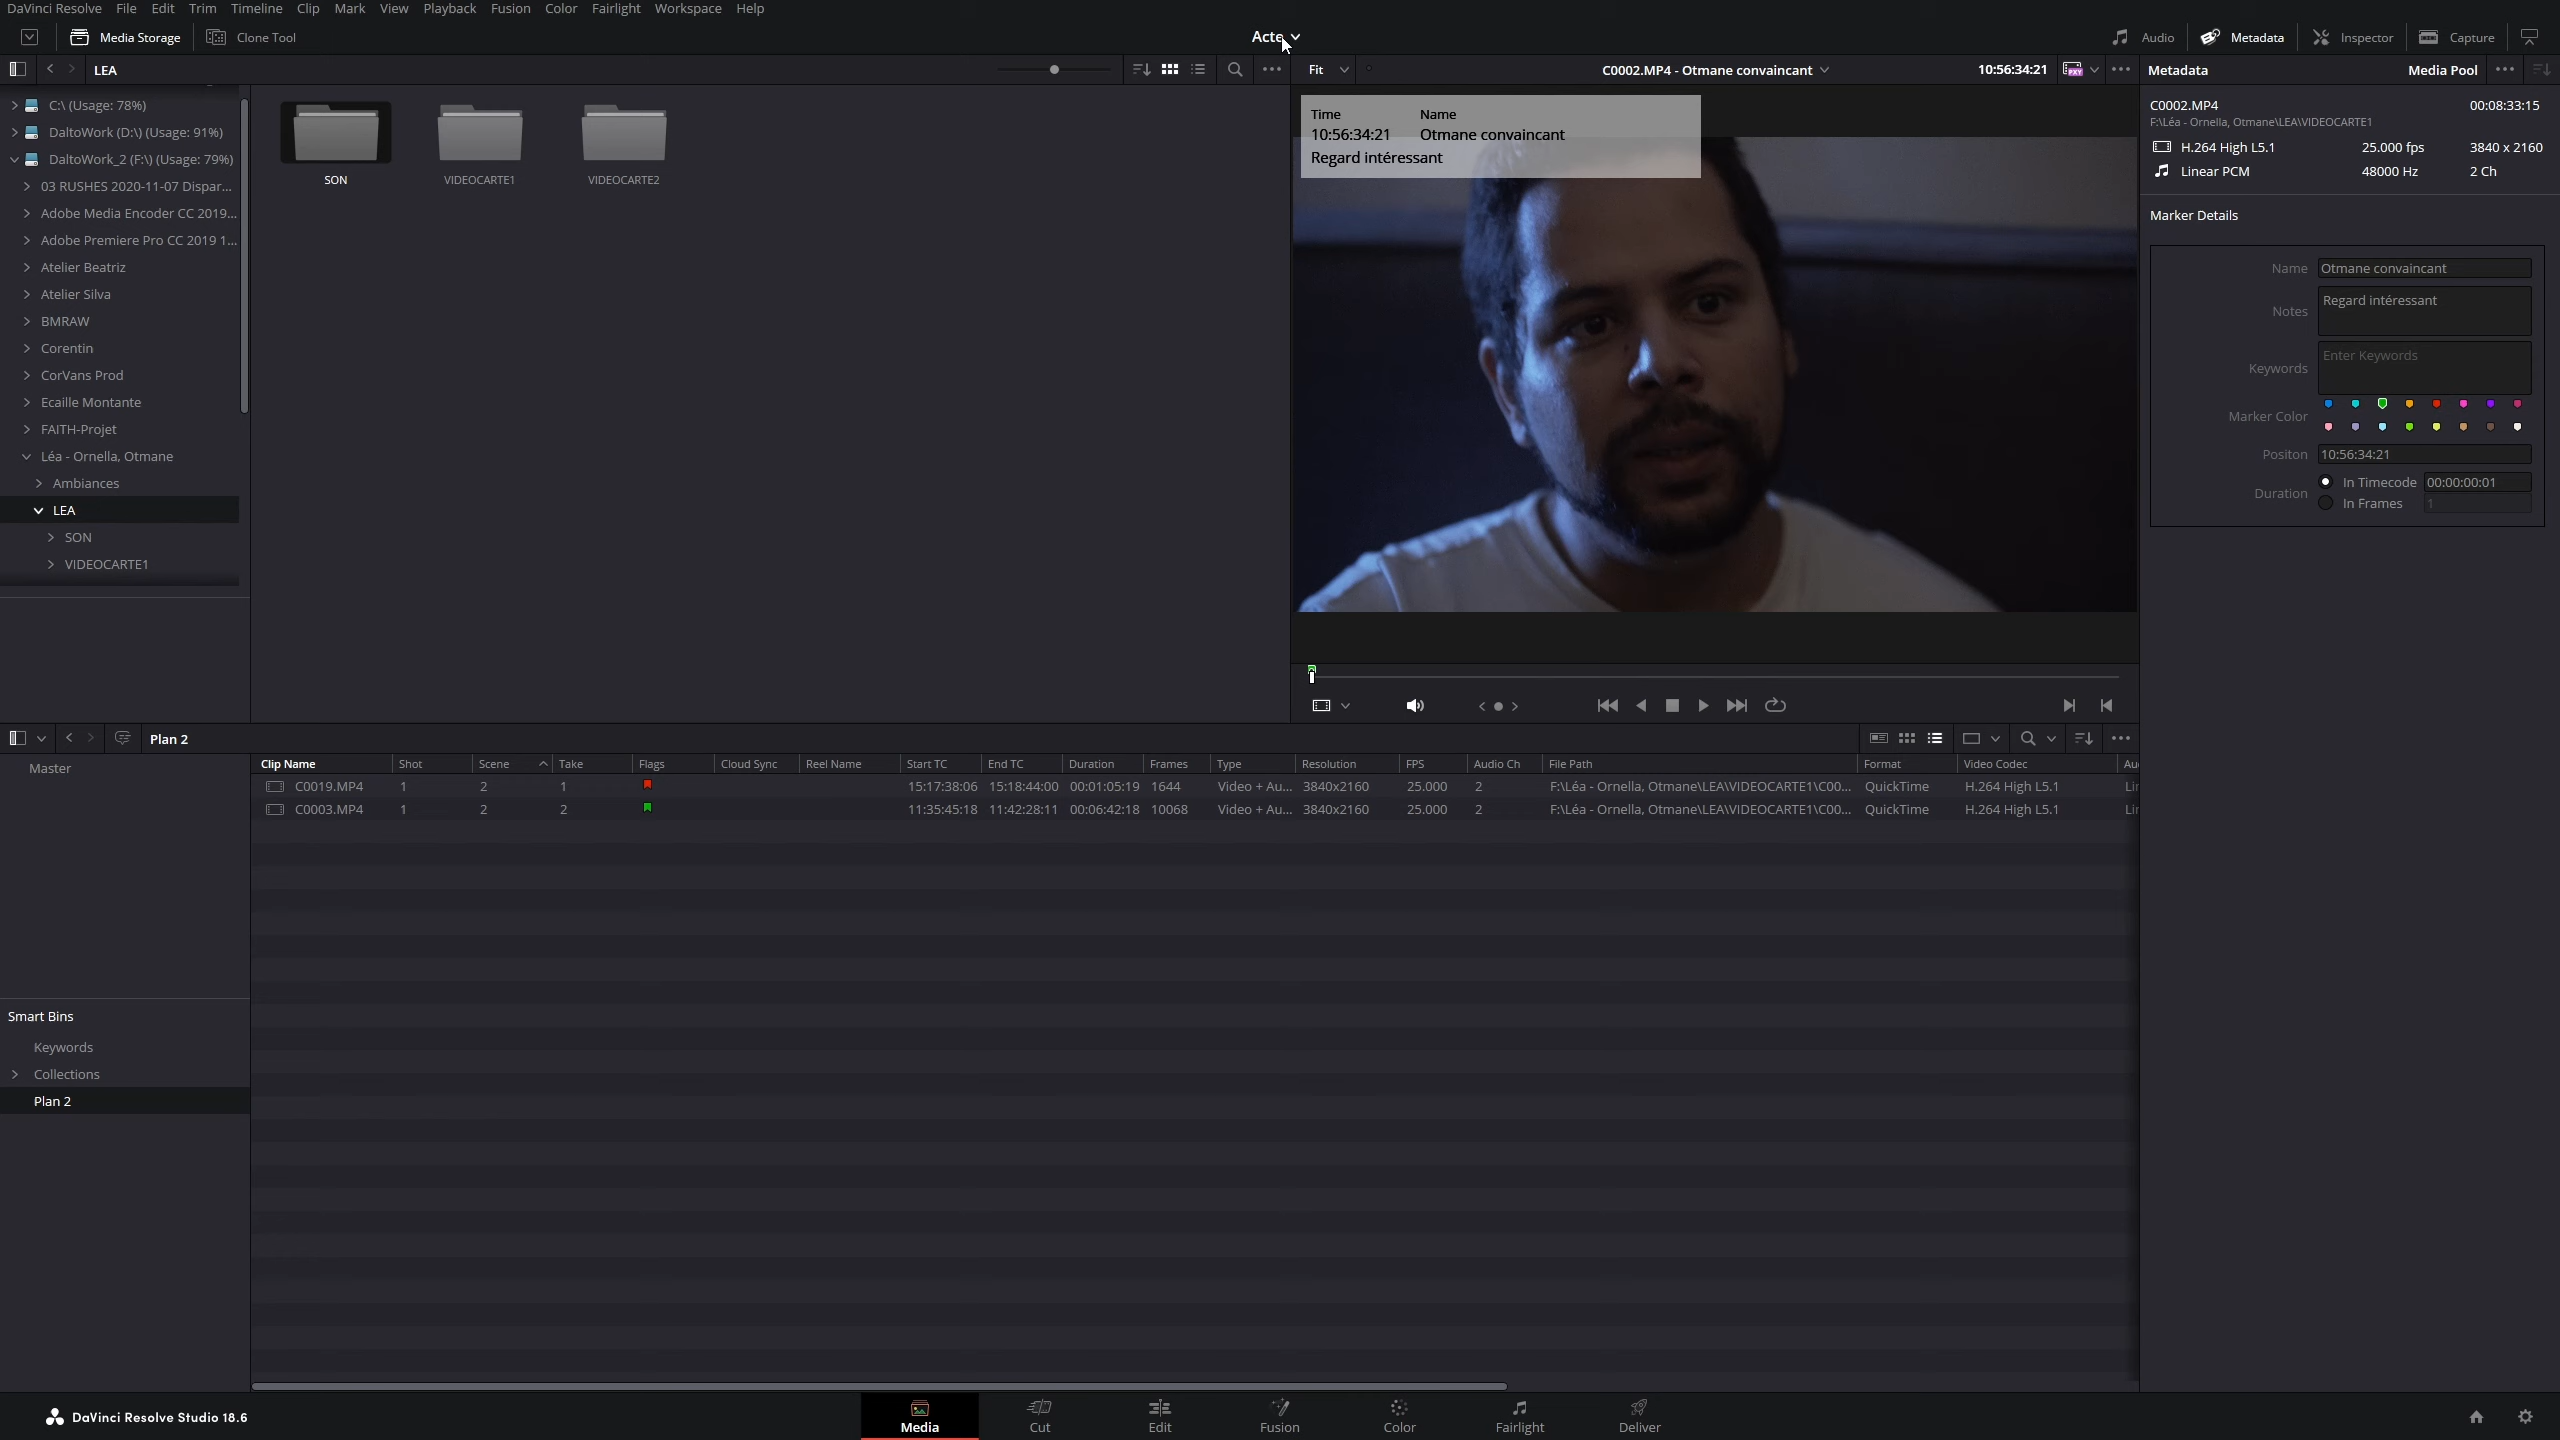 DaVinci Resolve File Edit Trim Timeline Clip Mark View Playback Fusion Color Fairlight Workspace Help
Media Storage Clone Tool
Acte
Audio Metadata Inspector Capture
LEA
Fit C0002.MP4 - Otmane convaincant 10:56:34:21
Metadata Media Pool
C:\ (Usage: 78%)
DaltoWork (D:\) (Usage: 91%)
DaltoWork_2 (F:\) (Usage: 79%)
03 RUSHES 2020-11-07 Dispar...
Adobe Media Encoder CC 2019...
Adobe Premiere Pro CC 2019 1...
Atelier Beatriz
Atelier Silva
BMRAW
Corentin
CorVans Prod
Ecaille Montante
FAITH-Projet
Léa - Ornella, Otmane
Ambiances
LEA
SON
VIDEOCARTE1
SON VIDEOCARTE1 VIDEOCARTE2
Time Name
10:56:34:21 Otmane convaincant
Regard intéressant
C0002.MP4 00:08:33:15
F:\Léa - Ornella, Otmane\LEA\VIDEOCARTE1
H.264 High L5.1 25.000 fps 3840 x 2160
Linear PCM 48000 Hz 2 Ch
Marker Details
Name Otmane convaincant
Notes Regard intéressant
Keywords Enter Keywords
Marker Color
Positon 10:56:34:21
Duration In Timecode 00:00:00:01
In Frames 1
Plan 2
Master
Clip Name Shot Scene Take Flags Cloud Sync Reel Name Start TC End TC Duration Frames Type Resolution FPS Audio Ch File Path Format Video Codec Au
C0019.MP4 1 2 1 15:17:38:06 15:18:44:00 00:01:05:19 1644 Video + Au... 3840x2160 25.000 2 F:\Léa - Ornella, Otmane\LEA\VIDEOCARTE1\C00... QuickTime H.264 High L5.1 Lir
C0003.MP4 1 2 2 11:35:45:18 11:42:28:11 00:06:42:18 10068 Video + Au... 3840x2160 25.000 2 F:\Léa - Ornella, Otmane\LEA\VIDEOCARTE1\C00... QuickTime H.264 High L5.1 Lir
Smart Bins
Keywords
Collections
Plan 2
DaVinci Resolve Studio 18.6
Media Cut Edit Fusion Color Fairlight Deliver